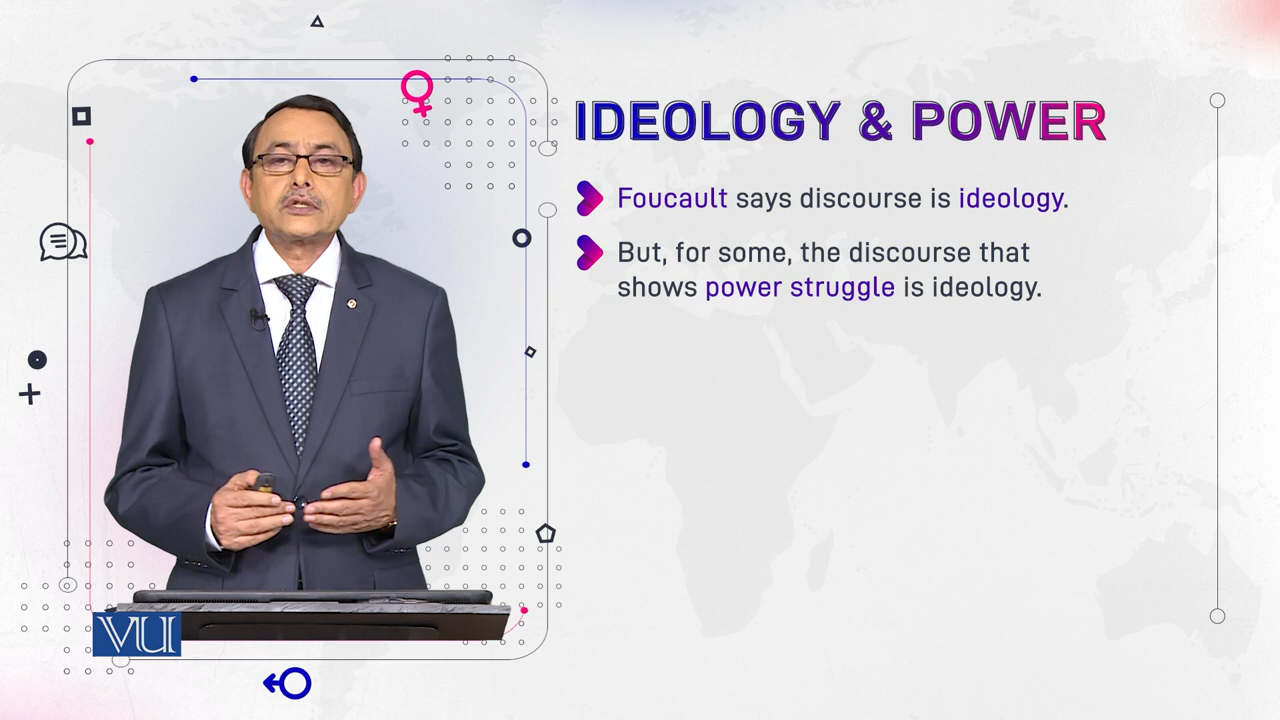 IDEOLOGY & POWER
Foucault says discourse is ideology.
But, for some, the discourse that
shows power struggle is ideology.
VU